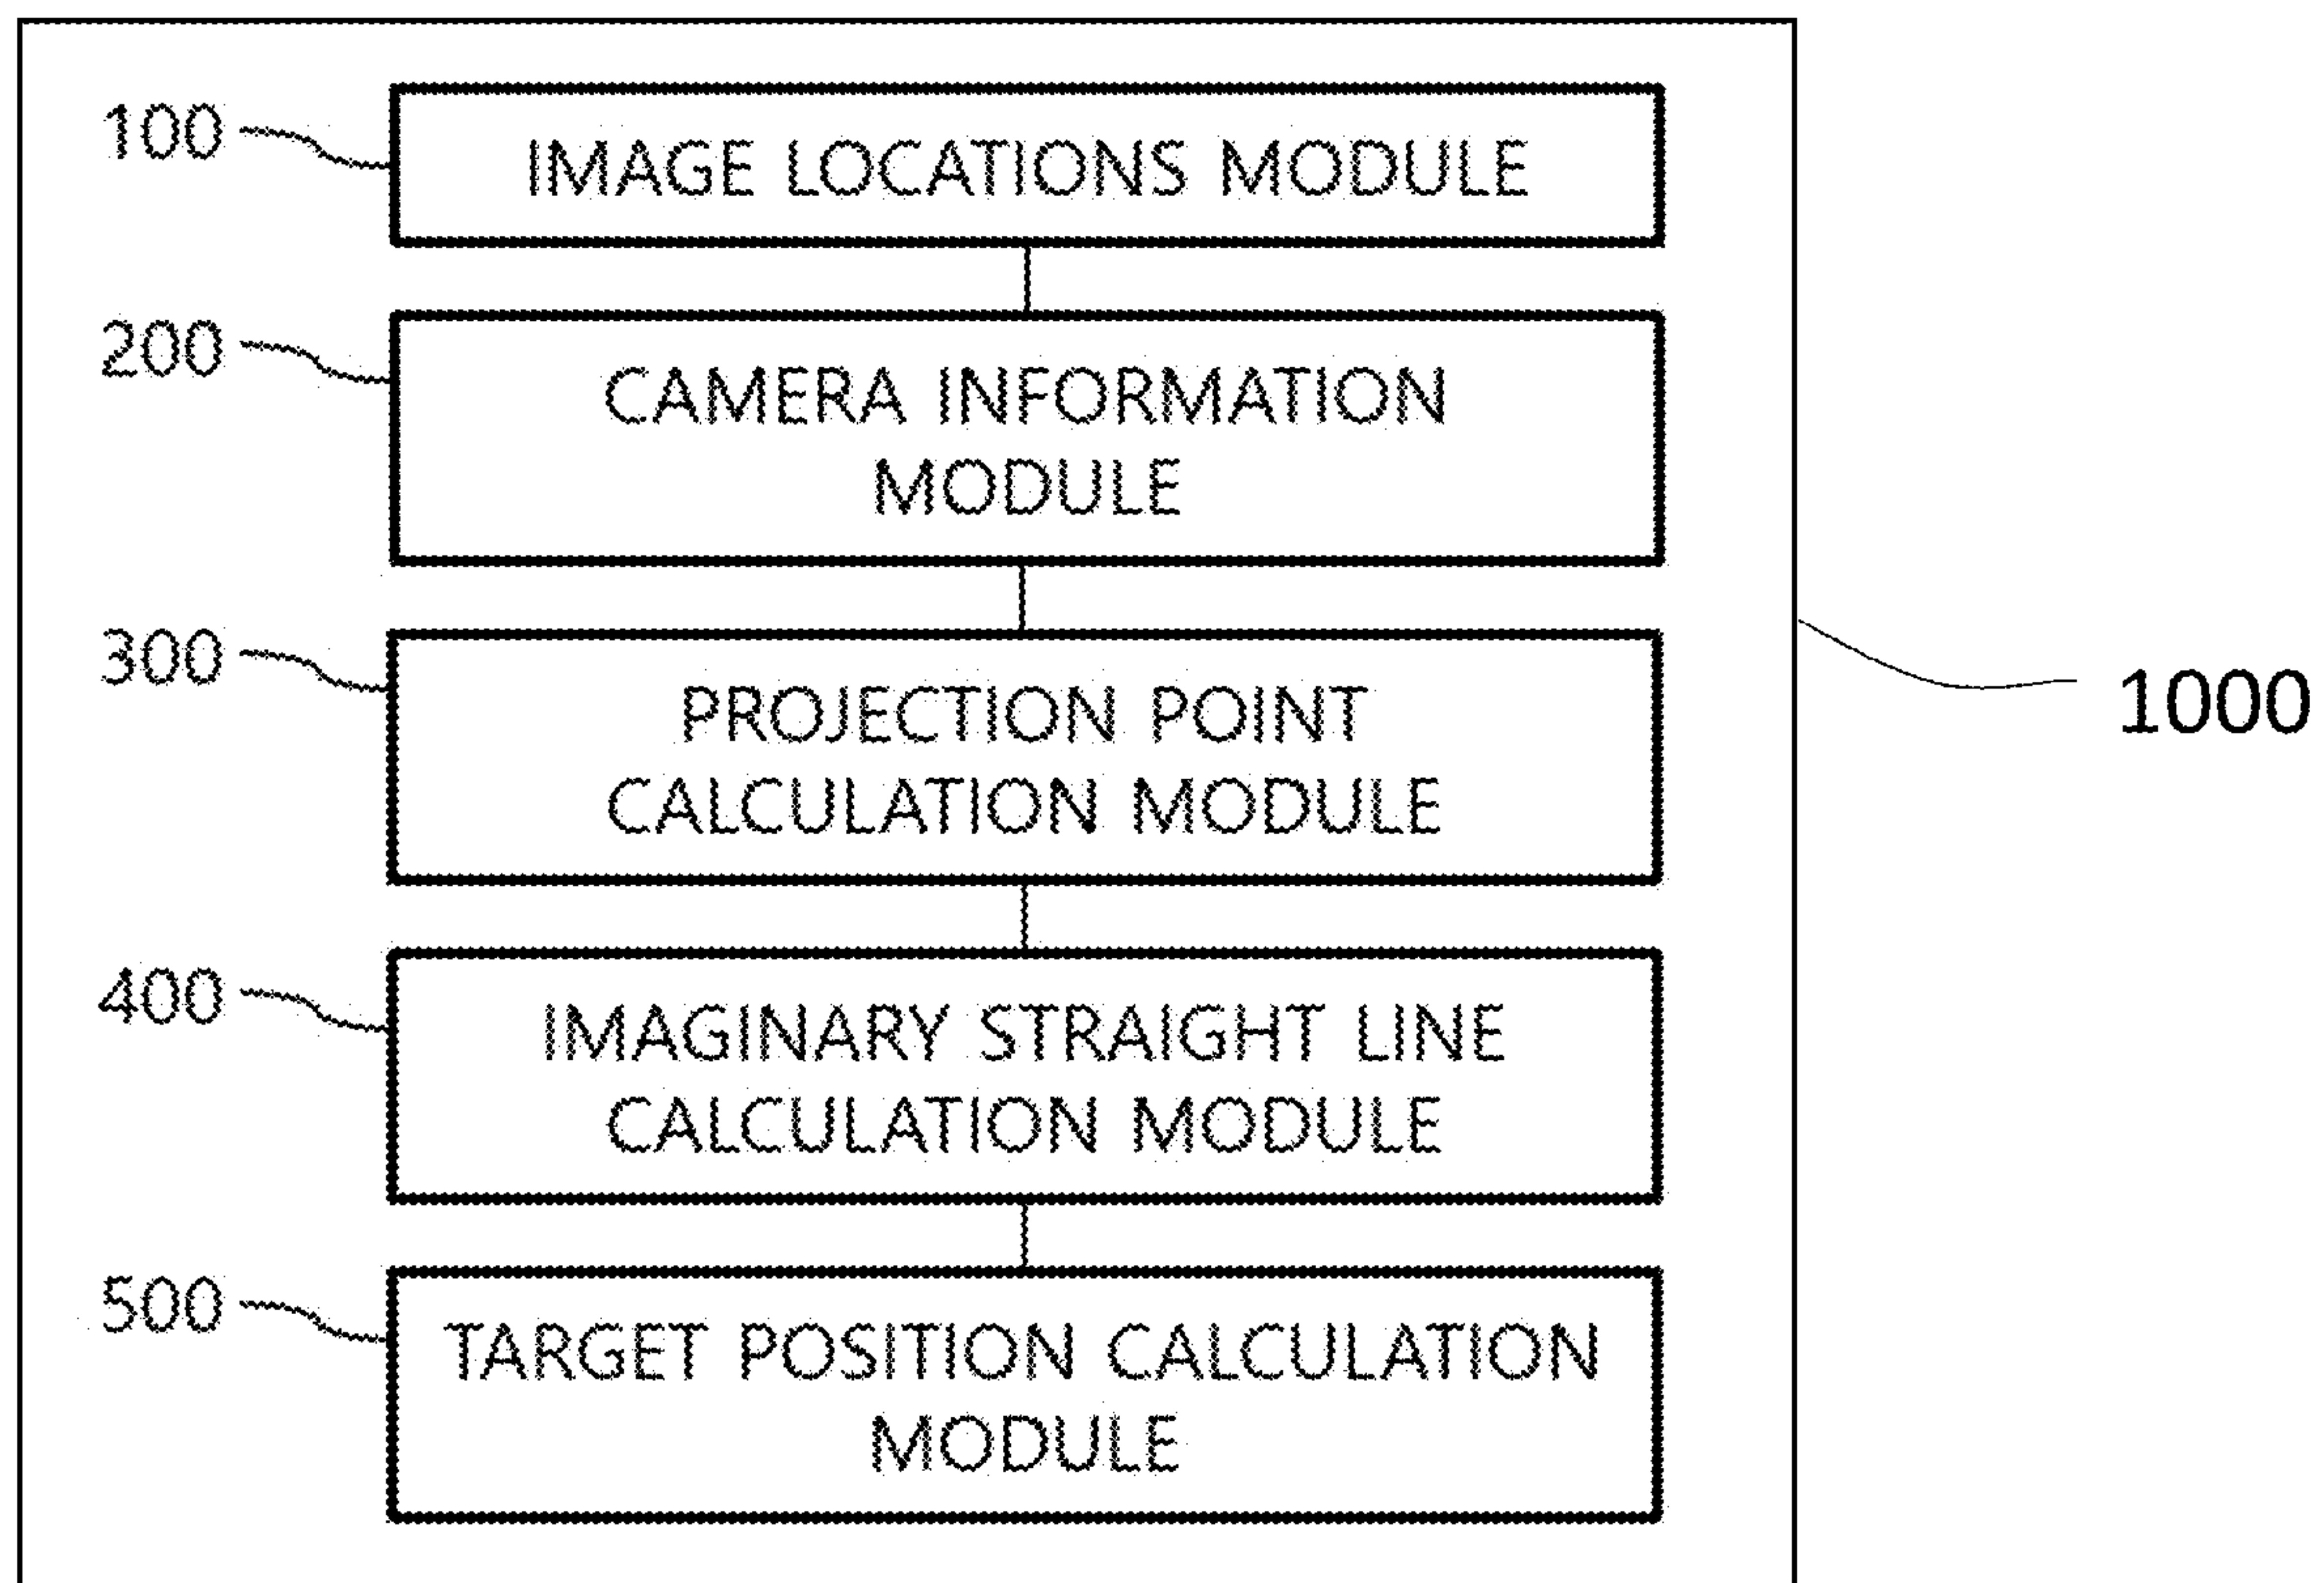 100
IMAGE LOCATIONS MODULE
200
CAMERA INFORMATION
MODULE
300
PROJECTION POINT
CALCULATION MODULE
1000
400
IMAGINARY STRAIGHT LINE
CALCULATION MODULE
500
TARGET POSITION CALCULATION
MODULE